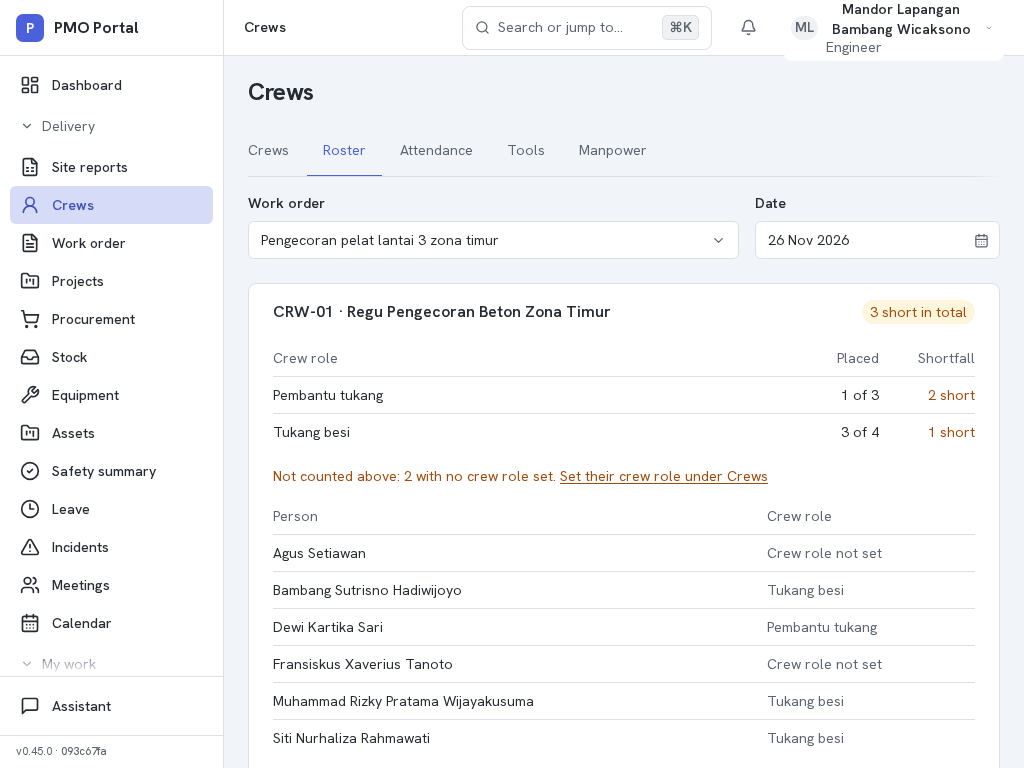 P PMO Portal
Crews
Search or jump to...
⌘K
ML
Mandor Lapangan
Bambang Wicaksono
Engineer
Dashboard
Delivery
Site reports
Crews
Work order
Projects
Procurement
Stock
Equipment
Assets
Safety summary
Leave
Incidents
Meetings
Calendar
My work
Assistant
v0.45.0 · 093c67fa
Crews
Crews Roster Attendance Tools Manpower
Work order Date
Pengecoran pelat lantai 3 zona timur 26 Nov 2026
CRW-01 · Regu Pengecoran Beton Zona Timur 3 short in total
Crew role Placed Shortfall
Pembantu tukang 1 of 3 2 short
Tukang besi 3 of 4 1 short
Not counted above: 2 with no crew role set. Set their crew role under Crews
Person Crew role
Agus Setiawan Crew role not set
Bambang Sutrisno Hadiwijoyo Tukang besi
Dewi Kartika Sari Pembantu tukang
Fransiskus Xaverius Tanoto Crew role not set
Muhammad Rizky Pratama Wijayakusuma Tukang besi
Siti Nurhaliza Rahmawati Tukang besi